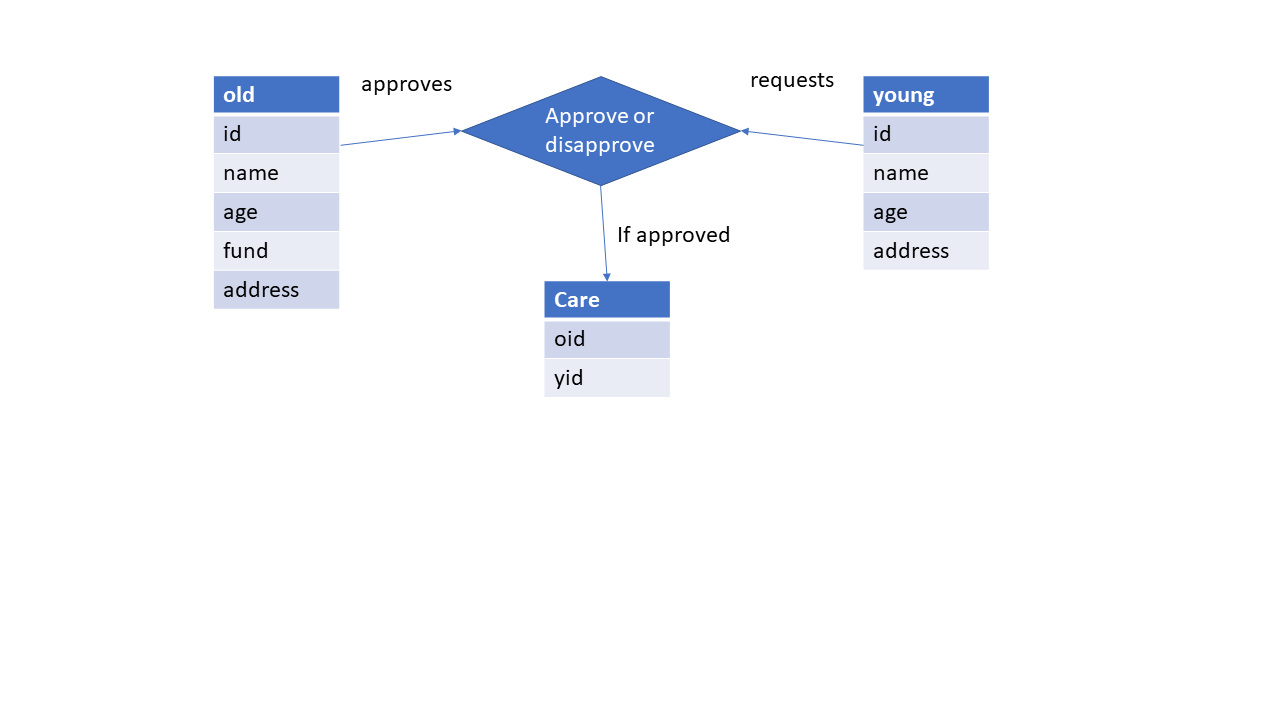 old
id
name
age
fund
address
approves
Approve or
disapprove
requests
young
id
name
age
address
If approved
Care
oid
yid